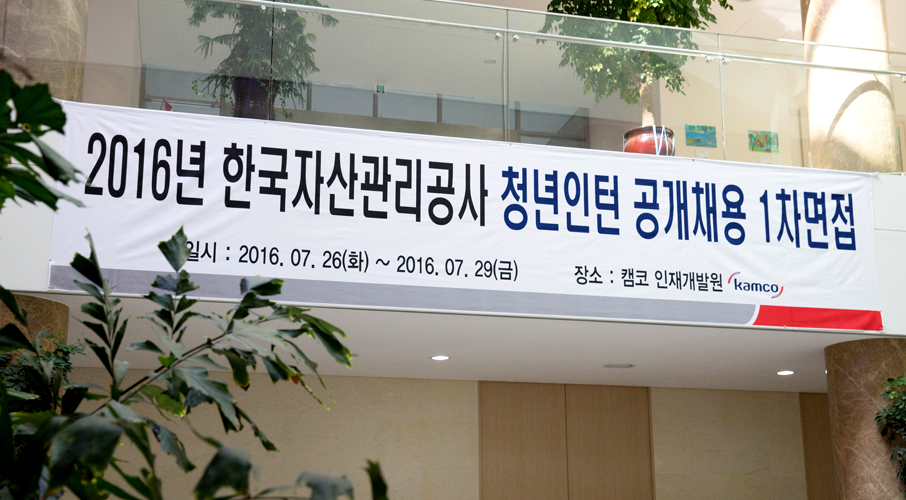 2016년 한국자산관리공사 청년인턴 공개채용 1차면접
일시 : 2016. 07. 26(화) ~ 2016. 07. 29(금)
장소 : 캠코 인재개발원 kamco